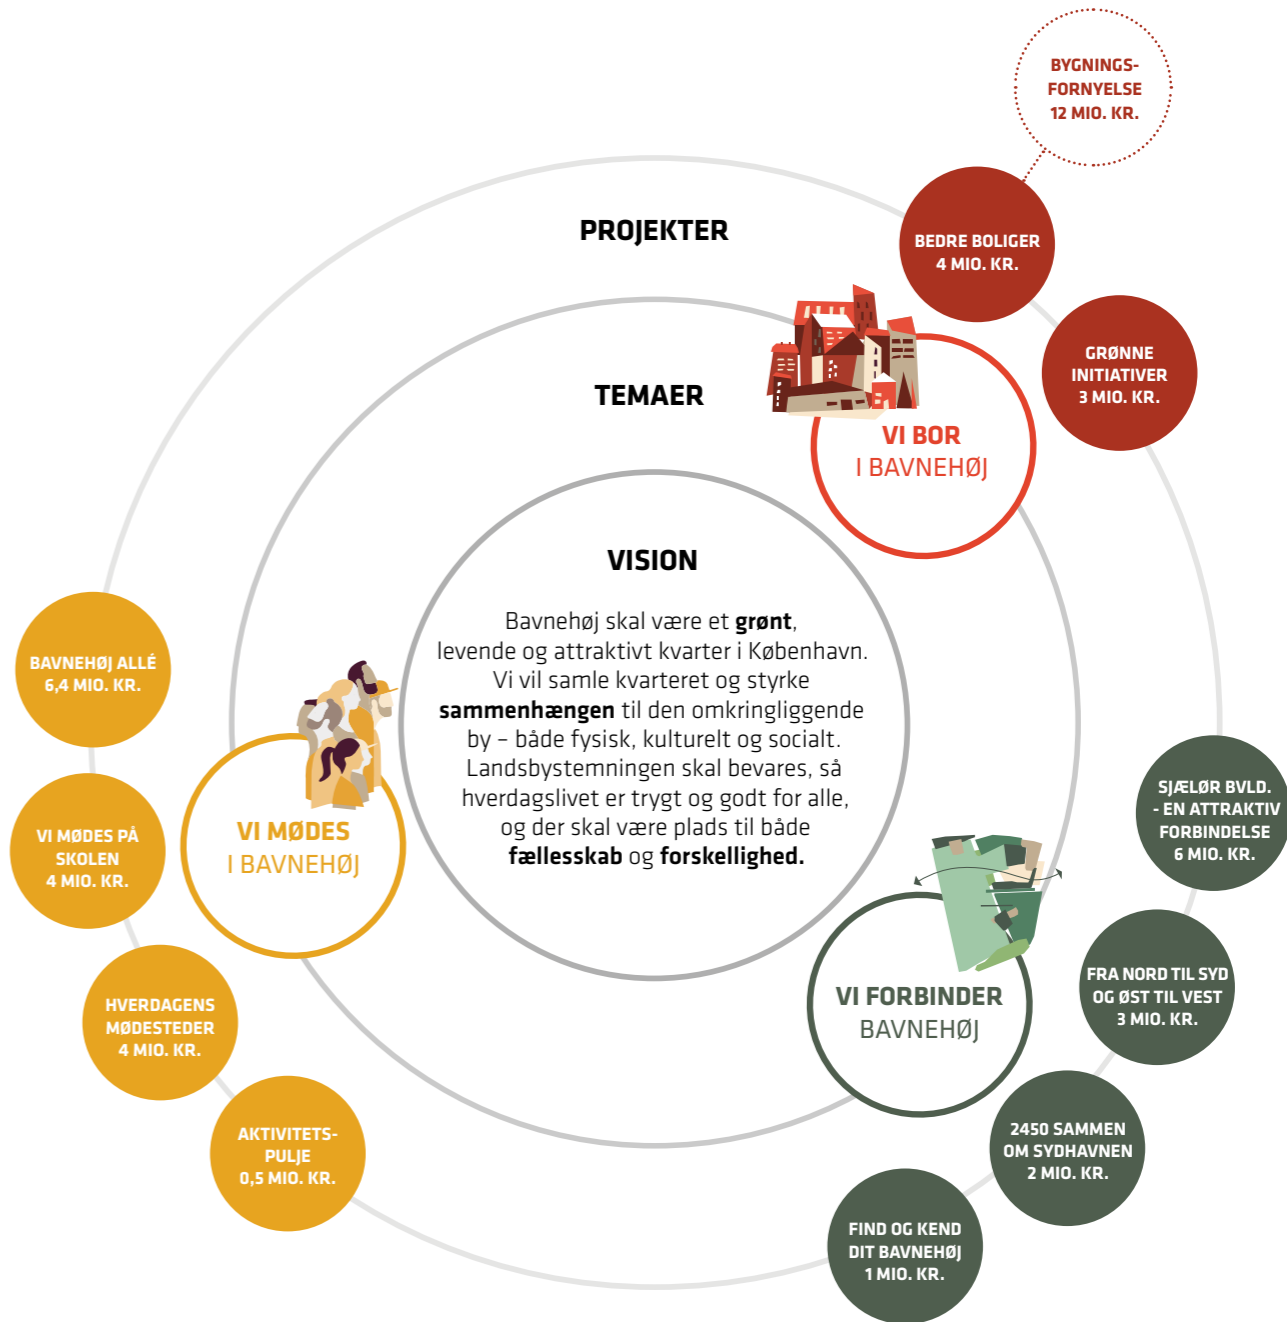 BYGNINGS-
FORNYELSE
12 MIO. KR.
PROJEKTER
BEDRE BOLIGER
4 MIO. KR.
GRØNNE
INITIATIVER
3 MIO. KR.
TEMAER
VI BOR
I BAVNEHØJ
VISION
Bavnehøj skal være et grønt,
levende og attraktivt kvarter i København.
Vi vil samle kvarteret og styrke
sammenhængen til den omkringliggende
by – både fysisk, kulturelt og socialt.
Landsbystemningen skal bevares, så
hverdagslivet er trygt og godt for alle,
og der skal være plads til både
fællesskab og forskellighed.
BAVNEHØJ ALLÉ
6,4 MIO. KR.
VI MØDES
I BAVNEHØJ
VI MØDES PÅ
SKOLEN
4 MIO. KR.
HVERDAGENS
MØDESTEDER
4 MIO. KR.
AKTIVITETS-
PULJE
0,5 MIO. KR.
SJÆLØR BVLD.
- EN ATTRAKTIV
FORBINDELSE
6 MIO. KR.
VI FORBINDER
BAVNEHØJ
FRA NORD TIL SYD
OG ØST TIL VEST
3 MIO. KR.
2450 SAMMEN
OM SYDHAVNEN
2 MIO. KR.
FIND OG KEND
DIT BAVNEHØJ
1 MIO. KR.